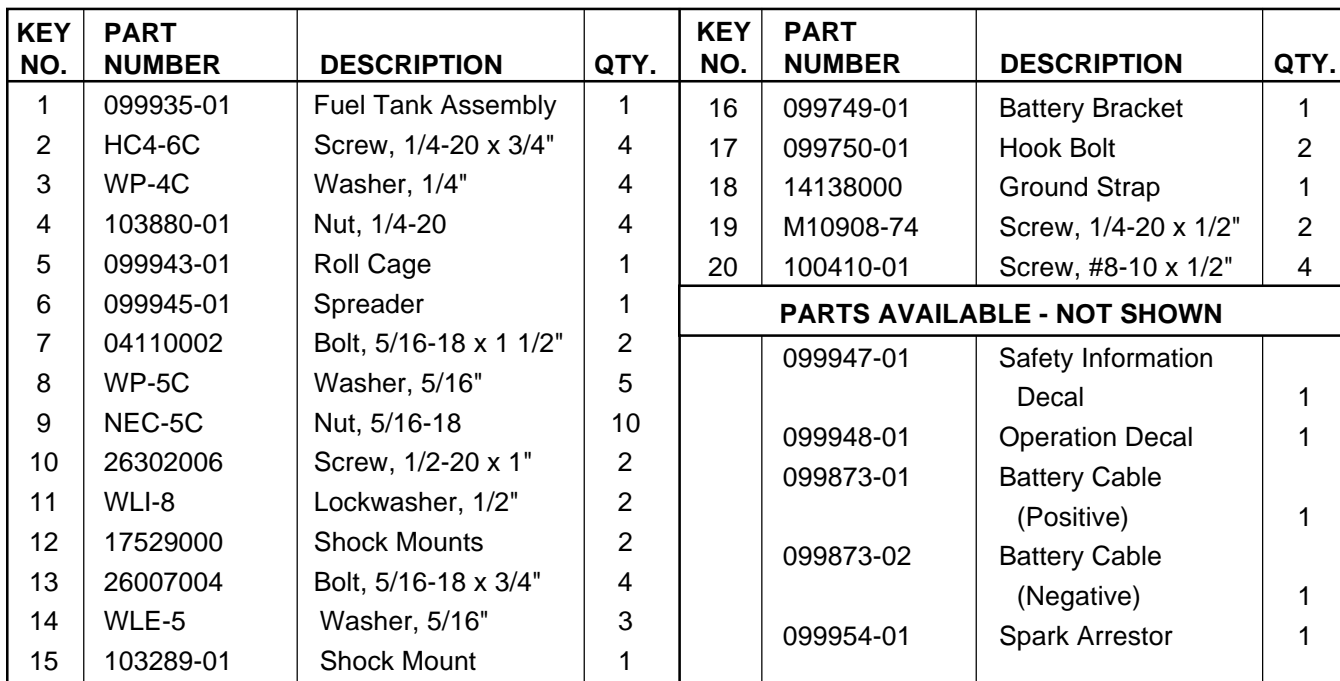 KEY NO. PART NUMBER DESCRIPTION QTY.
1 099935-01 Fuel Tank Assembly 1
2 HC4-6C Screw, 1/4-20 x 3/4" 4
3 WP-4C Washer, 1/4" 4
4 103880-01 Nut, 1/4-20 4
5 099943-01 Roll Cage 1
6 099945-01 Spreader 1
7 04110002 Bolt, 5/16-18 x 1 1/2" 2
8 WP-5C Washer, 5/16" 5
9 NEC-5C Nut, 5/16-18 10
10 26302006 Screw, 1/2-20 x 1" 2
11 WLI-8 Lockwasher, 1/2" 2
12 17529000 Shock Mounts 2
13 26007004 Bolt, 5/16-18 x 3/4" 4
14 WLE-5 Washer, 5/16" 3
15 103289-01 Shock Mount 1
KEY NO. PART NUMBER DESCRIPTION QTY.
16 099749-01 Battery Bracket 1
17 099750-01 Hook Bolt 2
18 14138000 Ground Strap 1
19 M10908-74 Screw, 1/4-20 x 1/2" 2
20 100410-01 Screw, #8-10 x 1/2" 4
PARTS AVAILABLE - NOT SHOWN
099947-01 Safety Information
Decal 1
099948-01 Operation Decal 1
099873-01 Battery Cable
(Positive) 1
099873-02 Battery Cable
(Negative) 1
099954-01 Spark Arrestor 1